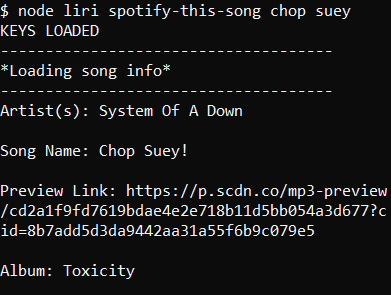 $ node liri spotify-this-song chop suey
KEYS LOADED
-------------------------------------
*Loading song info*
-------------------------------------
Artist(s): System Of A Down
Song Name: Chop Suey!
Preview Link: https://p.scdn.co/mp3-preview
/cd2a1f9fd7619bdae4e2e718b11d5bb054a3d677?c
id=8b7add5d3da9442aa31a55f6b9c079e5
Album: Toxicity